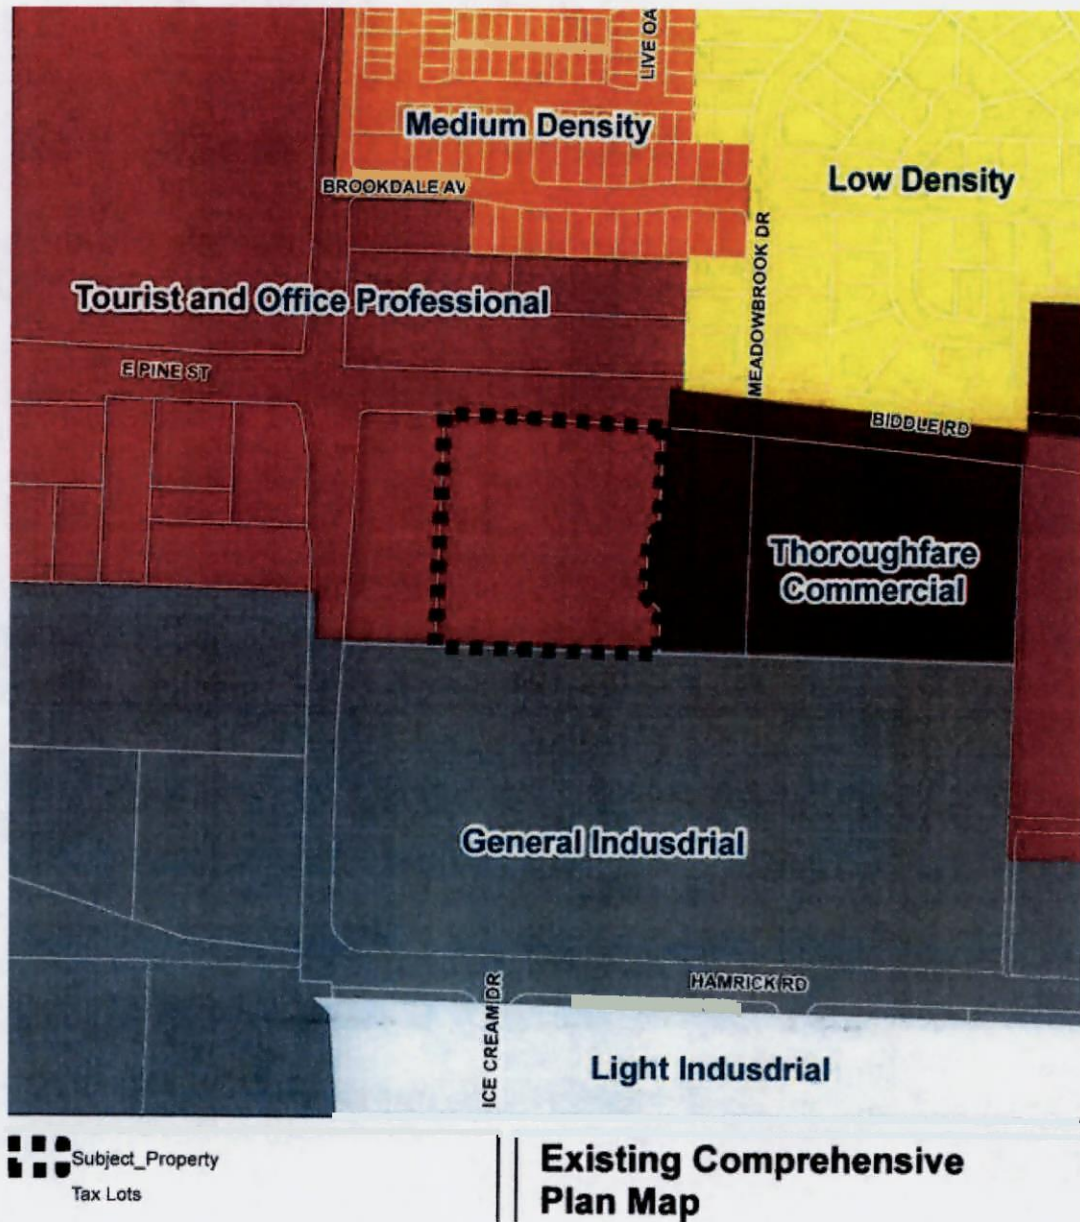 LIVE OA
Medium Density
Low Density
BROOKDALE AV
MEADOWBROOK DR
Tourist and Office Professional
E PINE ST
BIDDLE RD
Thoroughfare
Commercial
General Indusdrial
HAMRICK RD
ICE CREAM DR
Light Indusdrial
Subject_Property
Tax Lots
Existing Comprehensive
Plan Map